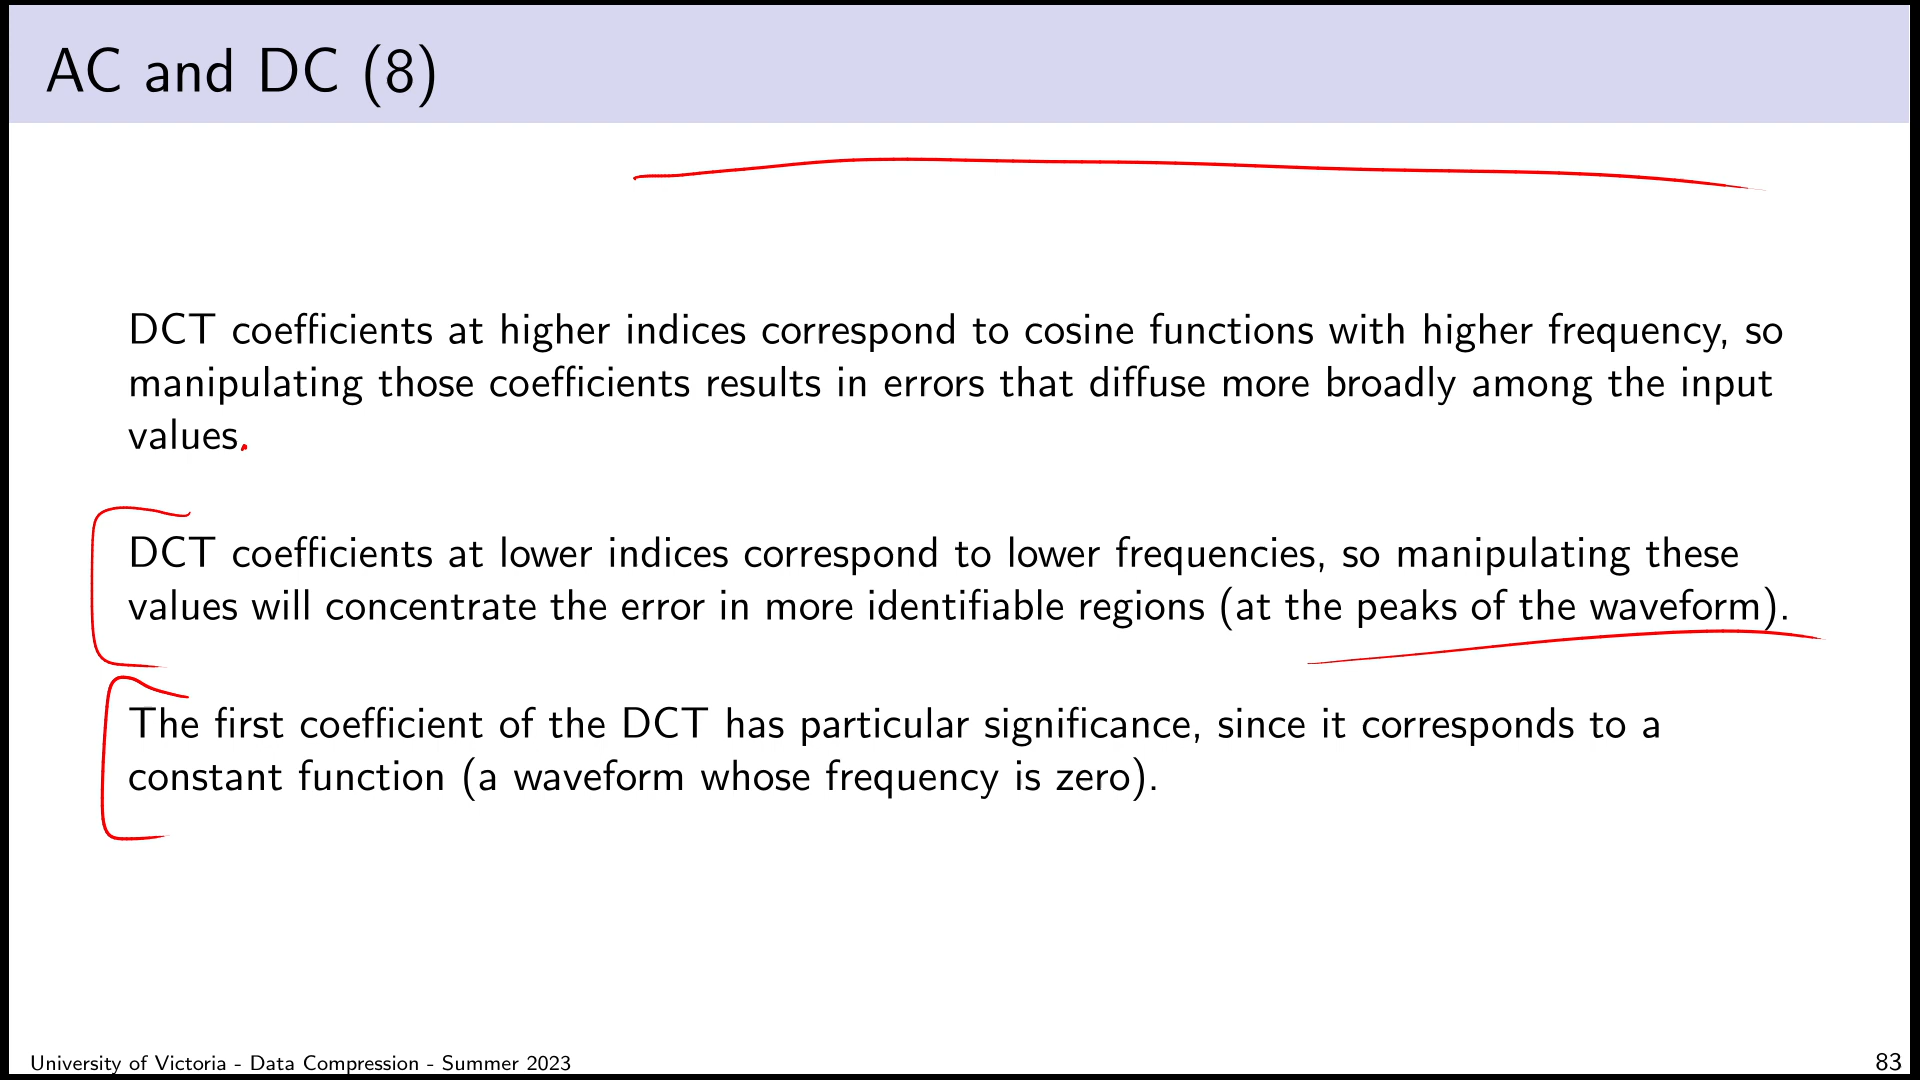 AC and DC (8)
DCT coefficients at higher indices correspond to cosine functions with higher frequency, so
manipulating those coefficients results in errors that diffuse more broadly among the input
values.
DCT coefficients at lower indices correspond to lower frequencies, so manipulating these
values will concentrate the error in more identifiable regions (at the peaks of the waveform).
The first coefficient of the DCT has particular significance, since it corresponds to a
constant function (a waveform whose frequency is zero).
University of Victoria - Data Compression - Summer 2023
83